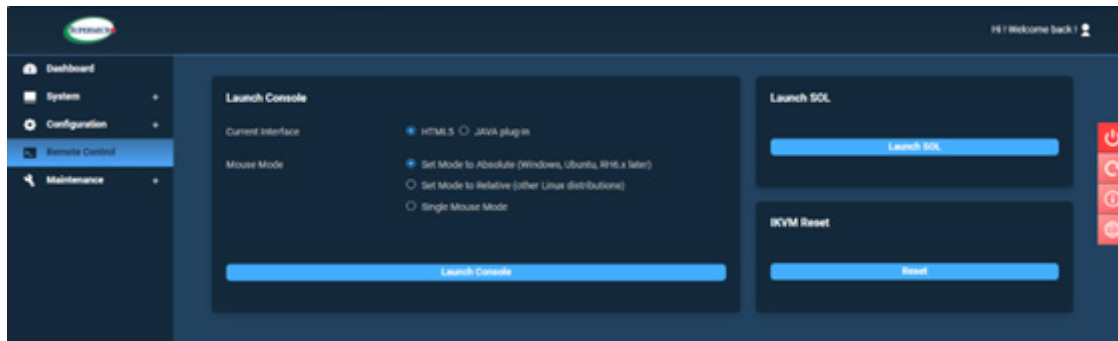 SUPERMICRO
Hi ! Welcome back !
Dashboard
System +
Configuration +
Remote Control
Maintenance +
Launch Console
Current Interface
HTML5 JAVA plug-in
Mouse Mode
Set Mode to Absolute (Windows, Ubuntu, RH6.x later)
Set Mode to Relative (other Linux distributions)
Single Mouse Mode
Launch Console
Launch SOL
Launch SOL
IKVM Reset
Reset